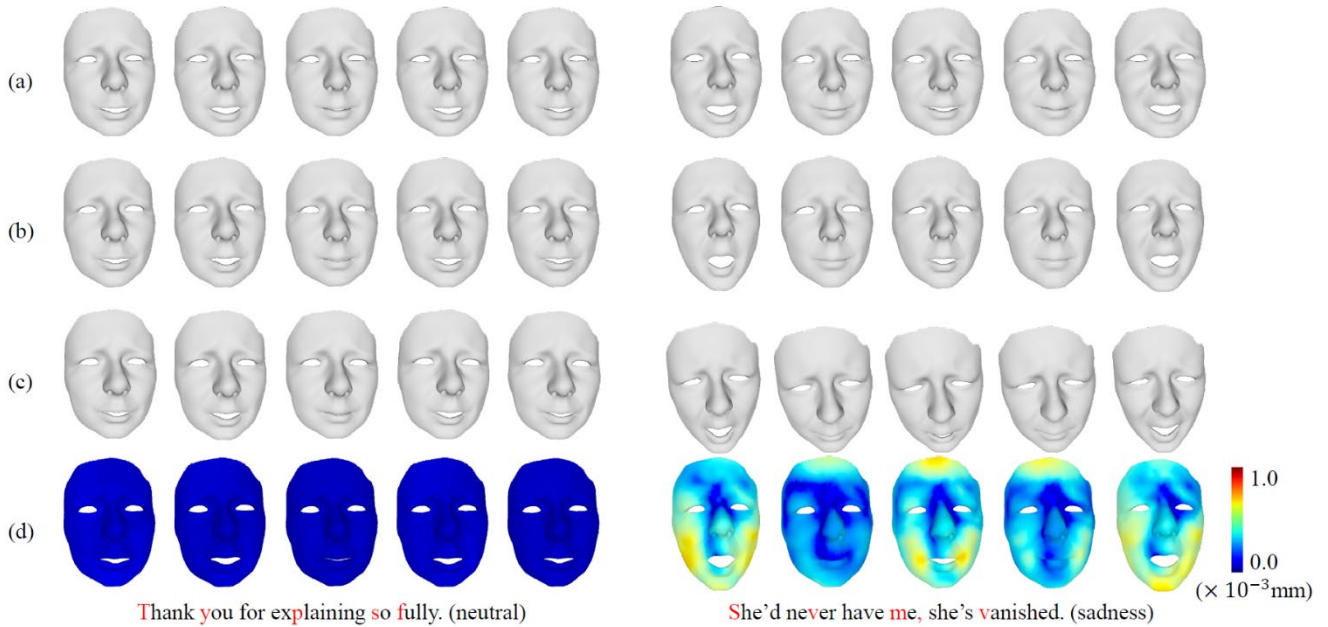 (a)
(b)
(c)
(d)
1.0
0.0
(× 10⁻³mm)
Thank you for explaining so fully. (neutral)
She'd never have me, she's vanished. (sadness)